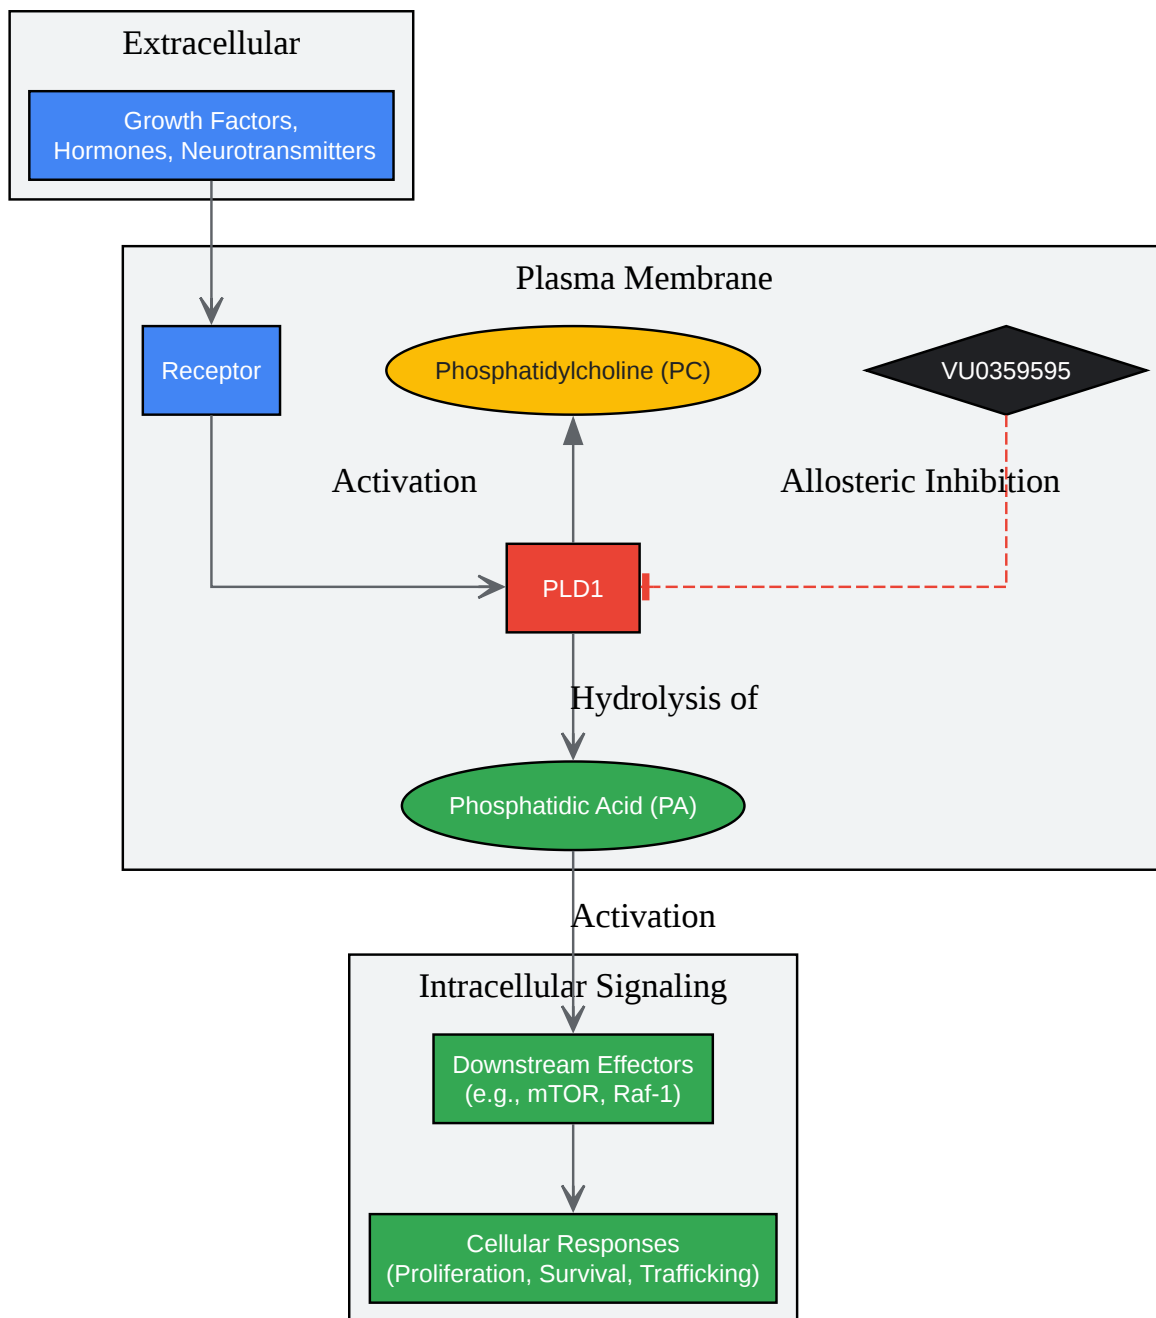 Extracellular
Growth Factors,
Hormones, Neurotransmitters
Plasma Membrane
Receptor
Phosphatidylcholine (PC)
VU0359595
Activation
Allosteric Inhibition
PLD1
Hydrolysis of
Phosphatidic Acid (PA)
Activation
Intracellular Signaling
Downstream Effectors
(e.g., mTOR, Raf-1)
Cellular Responses
(Proliferation, Survival, Trafficking)